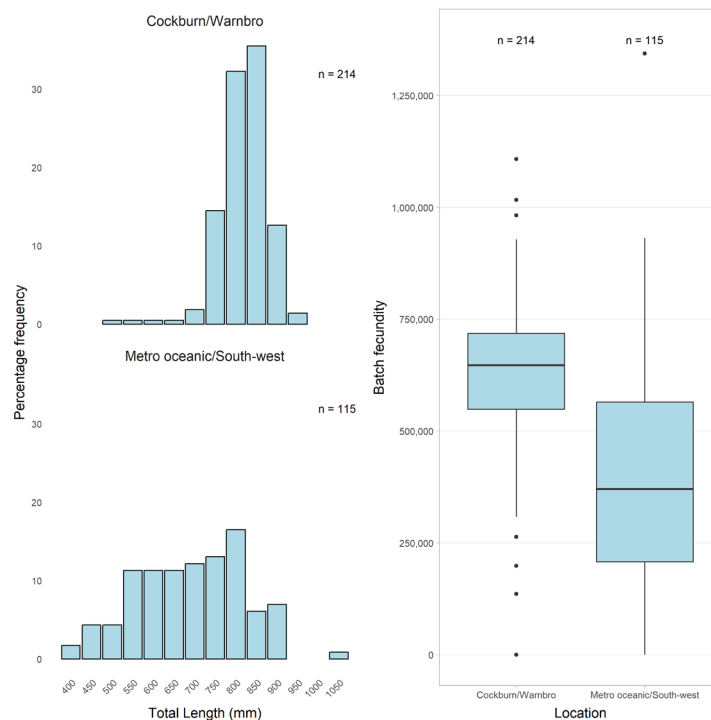 Cockburn/Warnbro
n = 214
30
20
10
0
Metro oceanic/South-west
n = 115
30
20
10
0
Percentage frequency
400 450 500 550 600 650 700 750 800 850 900 950 1000 1050
Total Length (mm)
n = 214 n = 115
1,250,000
1,000,000
750,000
500,000
250,000
0
Batch fecundity
Cockburn/Warnbro Metro oceanic/South-west
Location